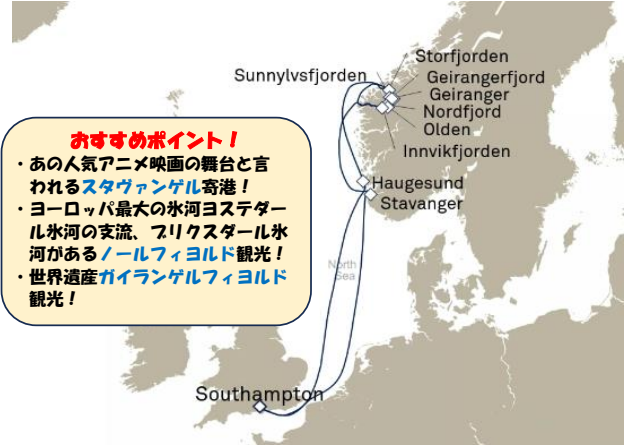 Storfjorden
Sunnylvsfjorden
Geirangerfjord
Geiranger
Nordfjord
Olden
Innvikfjorden
おすすめポイント!
・あの人気アニメ映画の舞台と言
われるスタヴァンゲル寄港!
・ヨーロッパ最大の氷河ヨステダー
ル氷河の支流、ブリクスダール氷
河があるノールフィヨルド観光!
・世界遺産ガイランゲルフィヨルド
観光!
Haugesund
Stavanger
North
Sea
Southampton